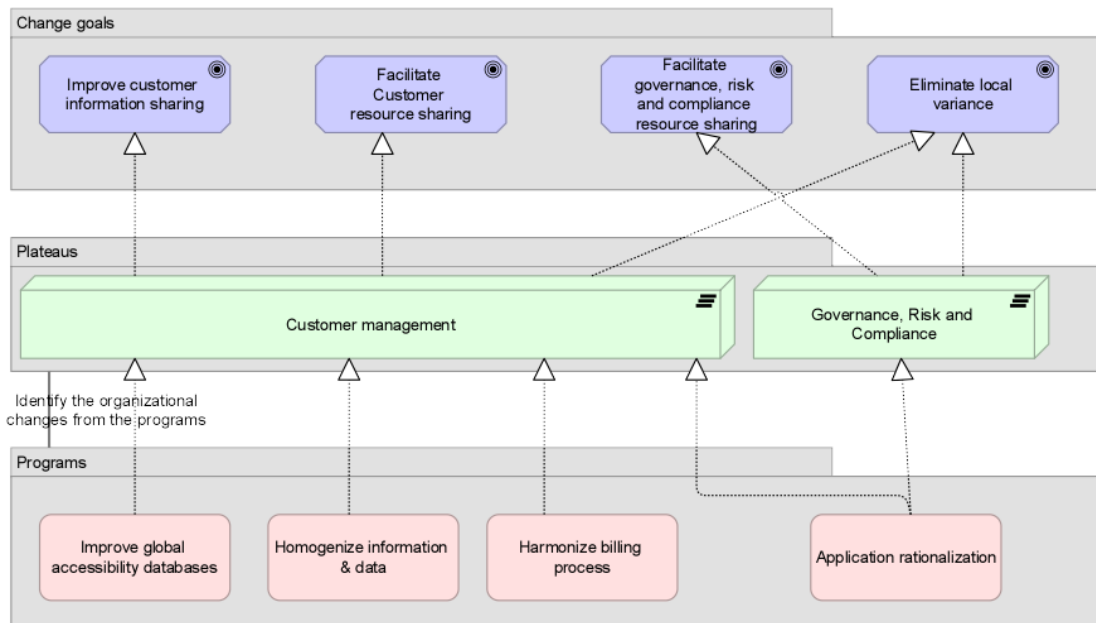 Change goals
Improve customer
information sharing
Facilitate
Customer
resource sharing
Facilitate
governance, risk
and compliance
resource sharing
Eliminate local
variance
Plateaus
Customer management
Governance, Risk and
Compliance
Identify the organizational
changes from the programs
Programs
Improve global
accessibility databases
Homogenize information
& data
Harmonize billing
process
Application rationalization